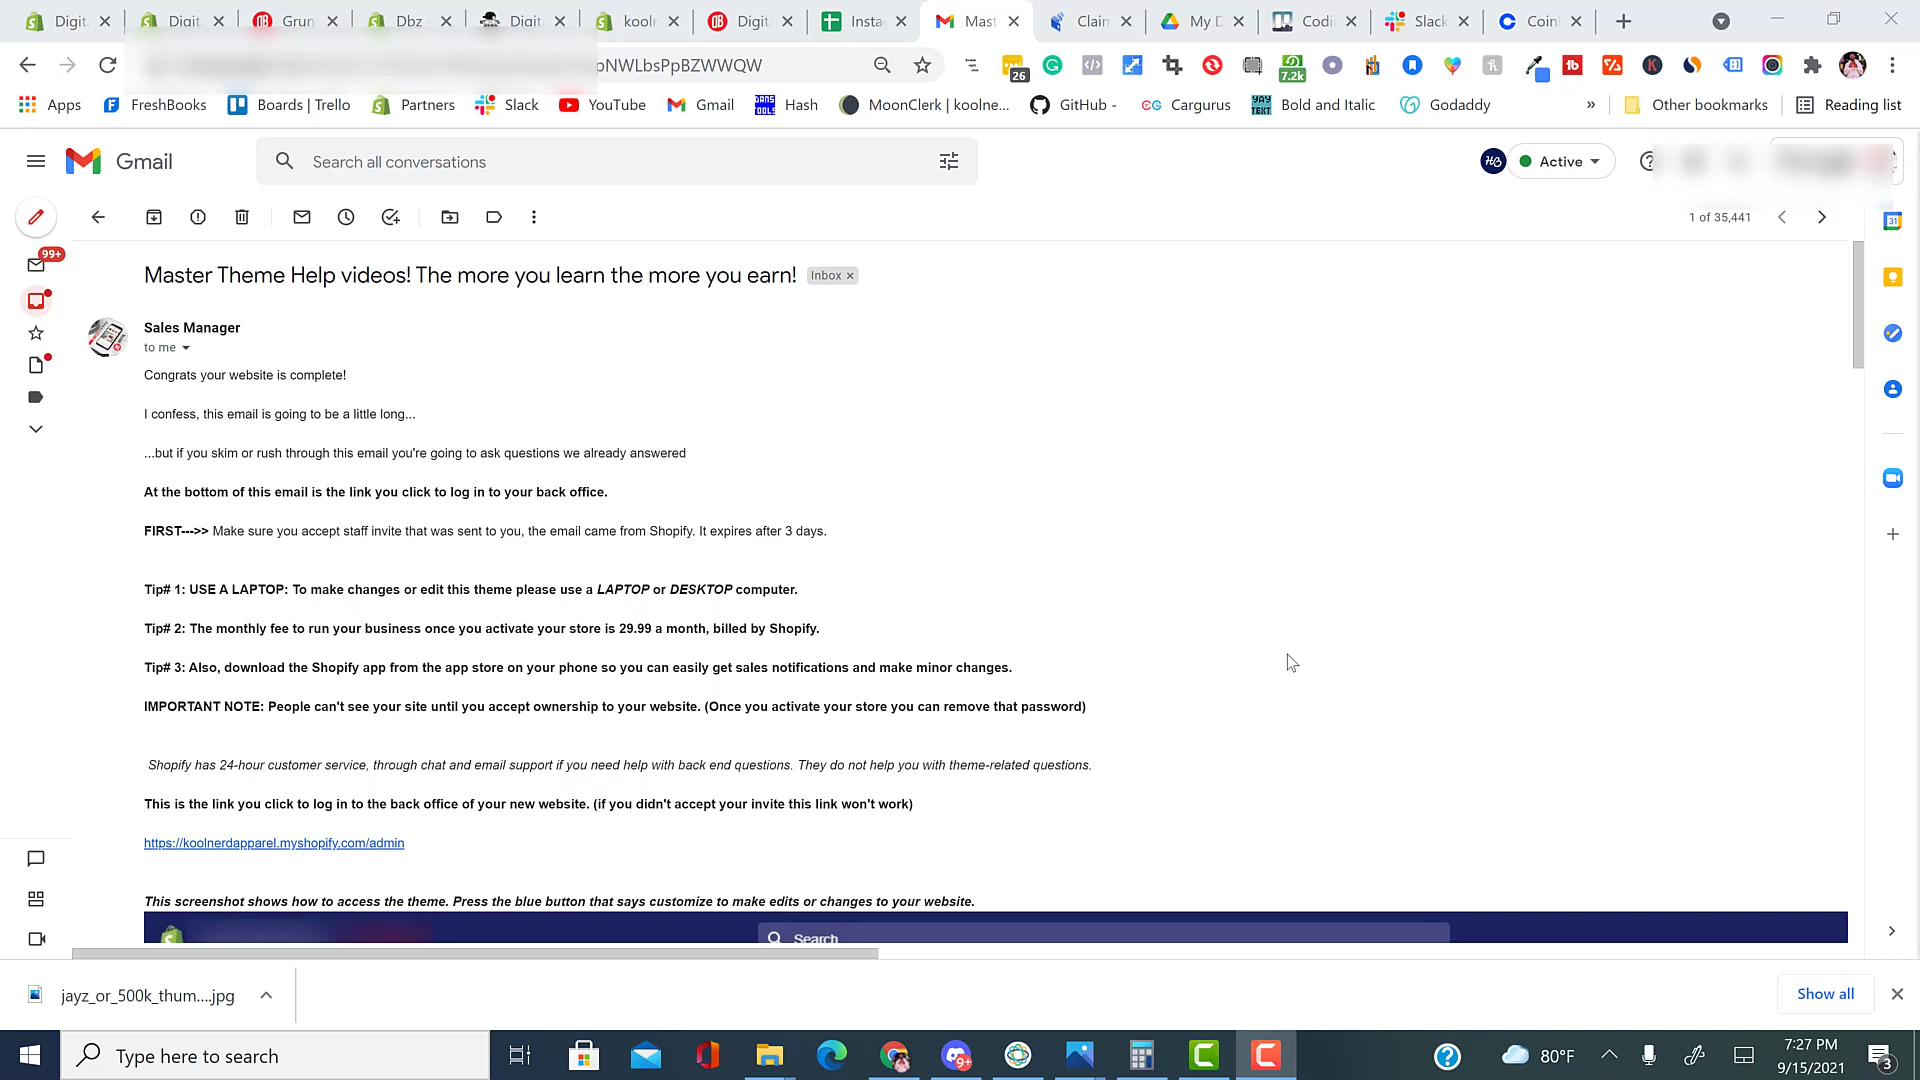 Digit
Digit
Grun
Dbz
Digit
kooln
Digit
Insta
Mast
Clain
My D
Codi
Slack
Coin
pNWLbsPpBZWWQW
26
7.2k
Apps
FreshBooks
Boards | Trello
Partners
Slack
YouTube
Gmail
Hash
MoonClerk | koolne...
GitHub -
Cargurus
Bold and Italic
Godaddy
»
Other bookmarks
Reading list
Gmail
Search all conversations
Active
1 of 35,441
99+
Master Theme Help videos! The more you learn the more you earn!
Inbox
Sales Manager
to me
Congrats your website is complete!
I confess, this email is going to be a little long...
...but if you skim or rush through this email you're going to ask questions we already answered
At the bottom of this email is the link you click to log in to your back office.
FIRST--->> Make sure you accept staff invite that was sent to you, the email came from Shopify. It expires after 3 days.
Tip# 1: USE A LAPTOP: To make changes or edit this theme please use a LAPTOP or DESKTOP computer.
Tip# 2: The monthly fee to run your business once you activate your store is 29.99 a month, billed by Shopify.
Tip# 3: Also, download the Shopify app from the app store on your phone so you can easily get sales notifications and make minor changes.
IMPORTANT NOTE: People can't see your site until you accept ownership to your website. (Once you activate your store you can remove that password)
Shopify has 24-hour customer service, through chat and email support if you need help with back end questions. They do not help you with theme-related questions.
This is the link you click to log in to the back office of your new website. (if you didn't accept your invite this link won't work)
https://koolnerdapparel.myshopify.com/admin
This screenshot shows how to access the theme. Press the blue button that says customize to make edits or changes to your website.
Search
jayz_or_500k_thum....jpg
Show all
Type here to search
9+
80°F
7:27 PM
9/15/2021
3